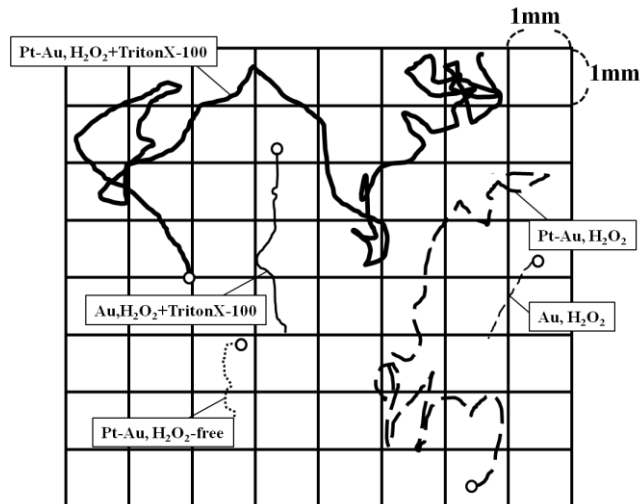 1mm
Pt-Au, H₂O₂+TritonX-100
1mm
Pt-Au, H₂O₂
Au,H₂O₂+TritonX-100
Au, H₂O₂
Pt-Au, H₂O₂-free